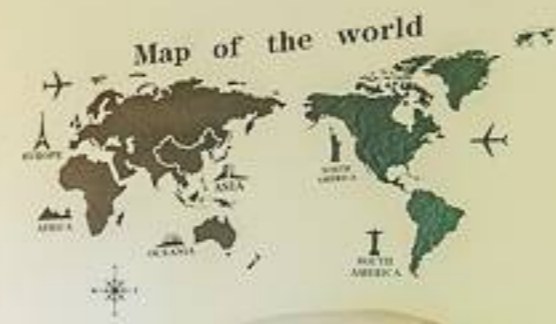 Map of the world
EUROPE
ASIA
AFRICA
OCEANIA
NORTH
AMERICA
SOUTH
AMERICA